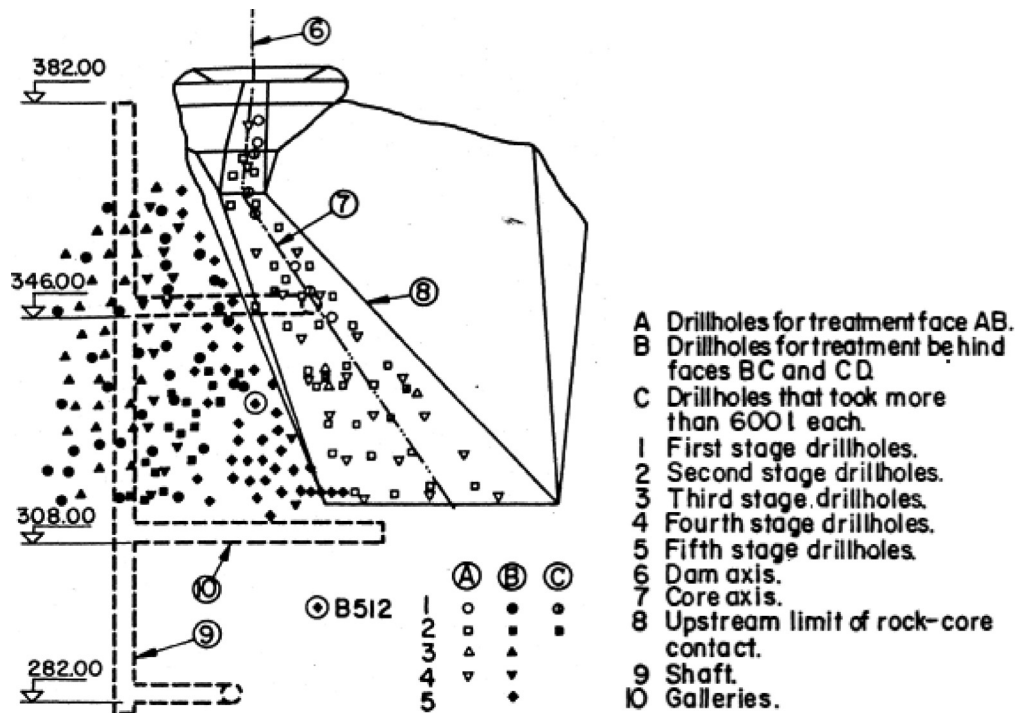 6
382.00
7
346.00
8
A Drillholes for treatment face AB.
B Drillholes for treatment behind
faces BC and CD.
C Drillholes that took more
than 600 l each.
1 First stage drillholes.
2 Second stage drillholes.
3 Third stage drillholes.
4 Fourth stage drillholes.
5 Fifth stage drillholes.
6 Dam axis.
7 Core axis.
8 Upstream limit of rock-core
contact.
9 Shaft.
10 Galleries.
308.00
10
A B C
B512
1
2
3
4
5
9
282.00